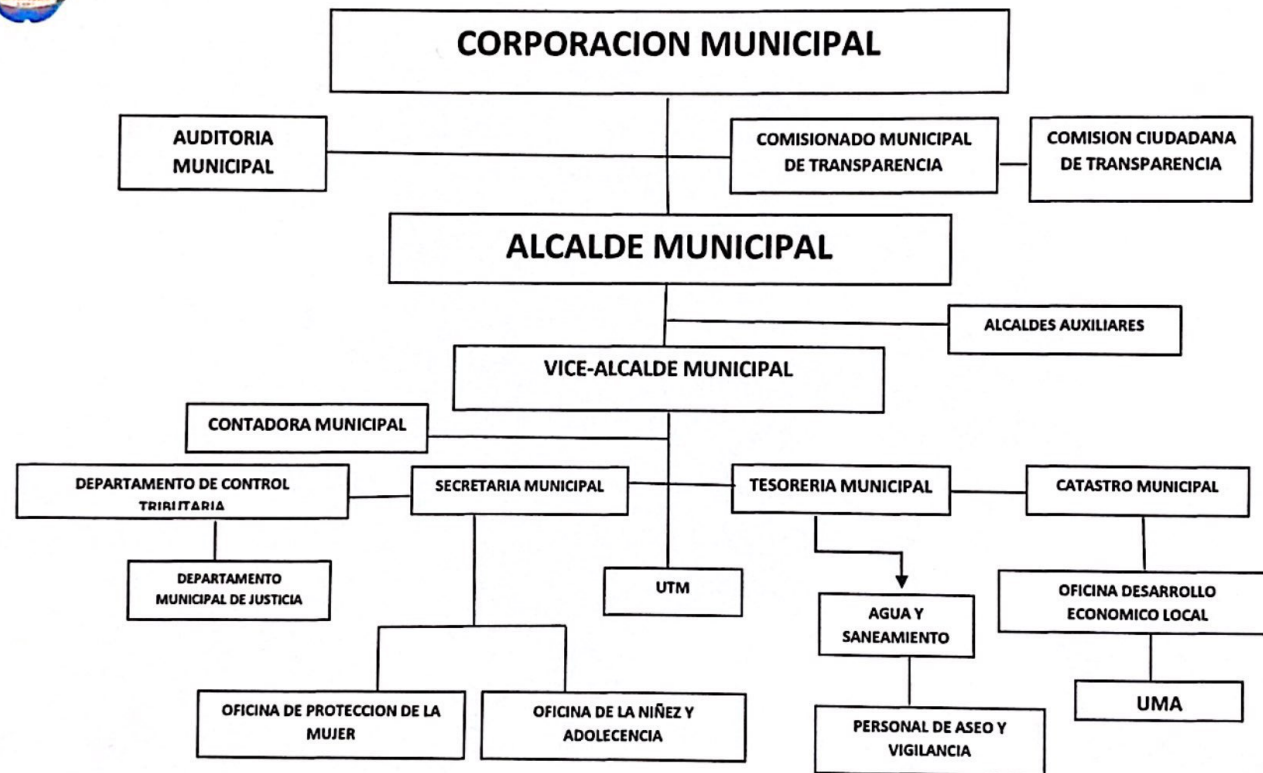 CORPORACION MUNICIPAL
AUDITORIA
MUNICIPAL
COMISIONADO MUNICIPAL
DE TRANSPARENCIA
COMISION CIUDADANA
DE TRANSPARENCIA
ALCALDE MUNICIPAL
ALCALDES AUXILIARES
VICE-ALCALDE MUNICIPAL
CONTADORA MUNICIPAL
DEPARTAMENTO DE CONTROL
TRIBUTARIA
SECRETARIA MUNICIPAL
TESORERIA MUNICIPAL
CATASTRO MUNICIPAL
DEPARTAMENTO
MUNICIPAL DE JUSTICIA
UTM
AGUA Y
SANEAMIENTO
OFICINA DESARROLLO
ECONOMICO LOCAL
OFICINA DE PROTECCION DE LA
MUJER
OFICINA DE LA NIÑEZ Y
ADOLECENCIA
PERSONAL DE ASEO Y
VIGILANCIA
UMA